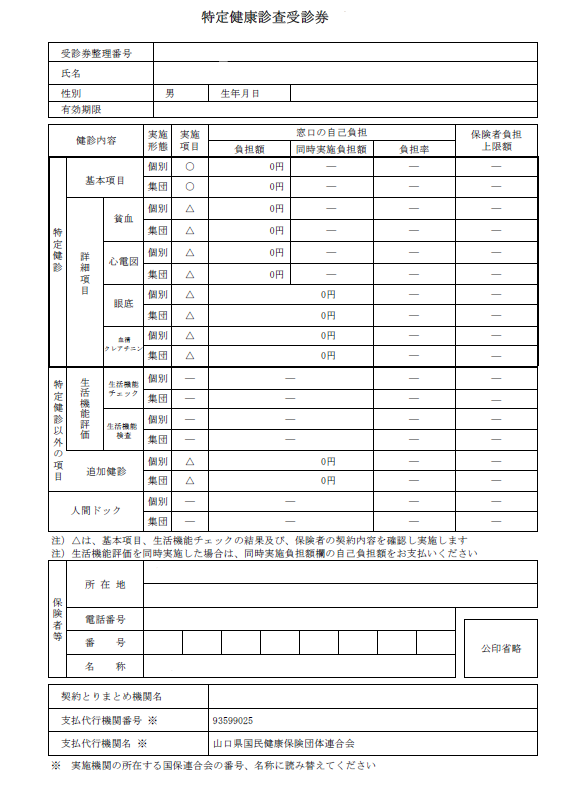 特定健康診査受診券
受診券整理番号
氏名
性別 男 生年月日
有効期限
健診内容 実施形態 実施項目 窓口の自己負担 保険者負担上限額
負担額 同時実施負担額 負担率
特定健診 基本項目 個別 ○ 0円 ― ― ―
集団 ○ 0円 ― ― ―
詳細項目 貧血 個別 △ 0円 ― ― ―
集団 △ 0円 ― ― ―
心電図 個別 △ 0円 ― ― ―
集団 △ 0円 ― ― ―
眼底 個別 △ 0円 ― ―
集団 △ 0円 ― ―
血清クレアチニン 個別 △ 0円 ― ―
集団 △ 0円 ― ―
特定健診以外の項目 生活機能評価 生活機能チェック 個別 ― ― ― ―
集団 ― ― ― ―
生活機能検査 個別 ― ― ― ―
集団 ― ― ― ―
追加健診 個別 △ 0円 ― ―
集団 △ 0円 ― ―
人間ドック 個別 ― ― ― ―
集団 ― ― ― ―
注）△は、基本項目、生活機能チェックの結果及び、保険者の契約内容を確認し実施します
注）生活機能評価を同時実施した場合は、同時実施負担額欄の自己負担額をお支払いください
保険者等 所在地
電話番号
番　号
名　称
公印省略
契約とりまとめ機関名
支払代行機関番号 ※ 93599025
支払代行機関名 ※ 山口県国民健康保険団体連合会
※ 実施機関の所在する国保連合会の番号、名称に読み替えてください